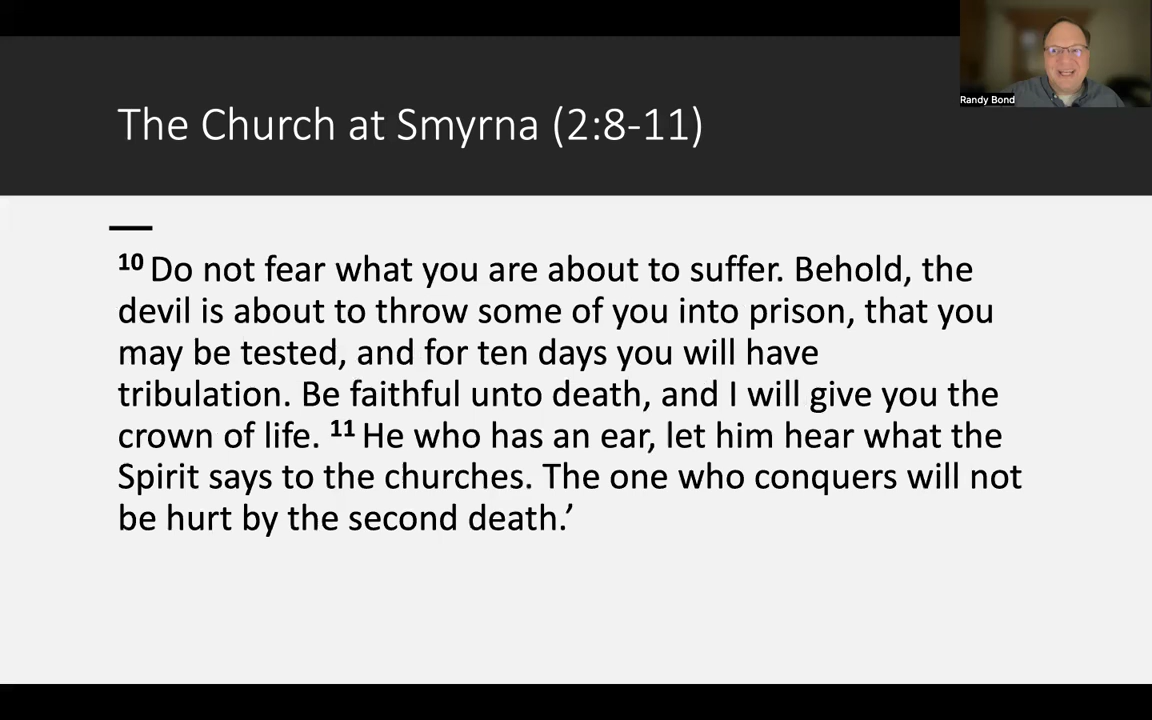 Randy Bond
The Church at Smyrna (2:8-11)
10 Do not fear what you are about to suffer. Behold, the
devil is about to throw some of you into prison, that you
may be tested, and for ten days you will have
tribulation. Be faithful unto death, and I will give you the
crown of life. 11 He who has an ear, let him hear what the
Spirit says to the churches. The one who conquers will not
be hurt by the second death.’